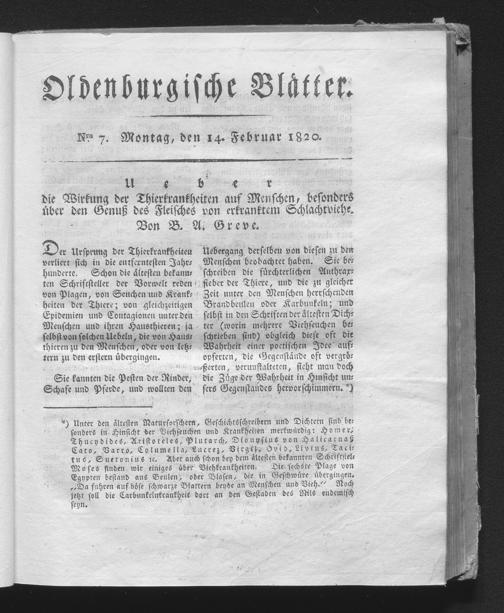 Oldenburgische Blätter.
Nro 7. Montag, den 14. Februar 1820.
Ueber
die Wirkung der Thierkrankheiten auf Menschen, besonders
über den Genuß des Fleisches von erkranktem Schlachtviehe.
Von B. A. Greve.
Der Ursprung der Thierkrankheiten
verliert sich in die entferntesten Jahr-
hunderte. Schon die ältesten bekann-
ten Schriftsteller der Vorwelt reden
von Plagen, von Seuchen und Krank-
heiten der Thiere; von gleichzeitigen
Epidemien und Contagionen unter den
Menschen und ihren Hausthieren; ja
selbst von solchen Uebeln, die von Haus-
thieren zu den Menschen, oder von letz-
tern zu den erstern übergingen.
Sie kannten die Pesten der Rinder,
Schafe und Pferde, und wollten den
Uebergang derselben von diesen zu den
Menschen beobachtet haben. Sie be-
schreiben die fürchterlichen Anthrax-
fieber der Thiere, und die zu gleicher
Zeit unter den Menschen herrschenden
Brandbeulen oder Karbunkeln; und
selbst in den Schriften der ältesten Dich-
ter (worin mehrere Viehseuchen be-
schrieben sind) obgleich diese oft die
Wahrheit einer poetischen Idee auf-
opferten, die Gegenstände oft vergrö-
ßerten, verunstalteten, sieht man doch
die Züge der Wahrheit in Hinsicht un-
sers Gegenstandes hervorschimmern. *)
*) Unter den ältesten Naturforschern, Geschichtschreibern und Dichtern sind be-
sonders in Hinsicht der Viehseuchen und Krankheiten merkwürdig: Homer,
Thucydides, Aristoteles, Plutarch, Dionysius von Halicarnaß
Cato, Varro, Columella, Lucrez, Virgil, Ovid, Livius, Taci-
tus, Suetonius ic. Aber auch schon bey dem ältesten bekannten Schriftsteller
Moses finden wir einiges über Viehkrankheiten. Die sechste Plage von
Egypten bestand aus Beulen, oder Blasen, die in Geschwüre übergingen.
„Da fuhren auf böse schwarze Blattern beyde an Menschen und Vieh." Noch
jetzt soll die Carbunkelkrankheit dort an den Gestaden des Nils endemisch
seyn.